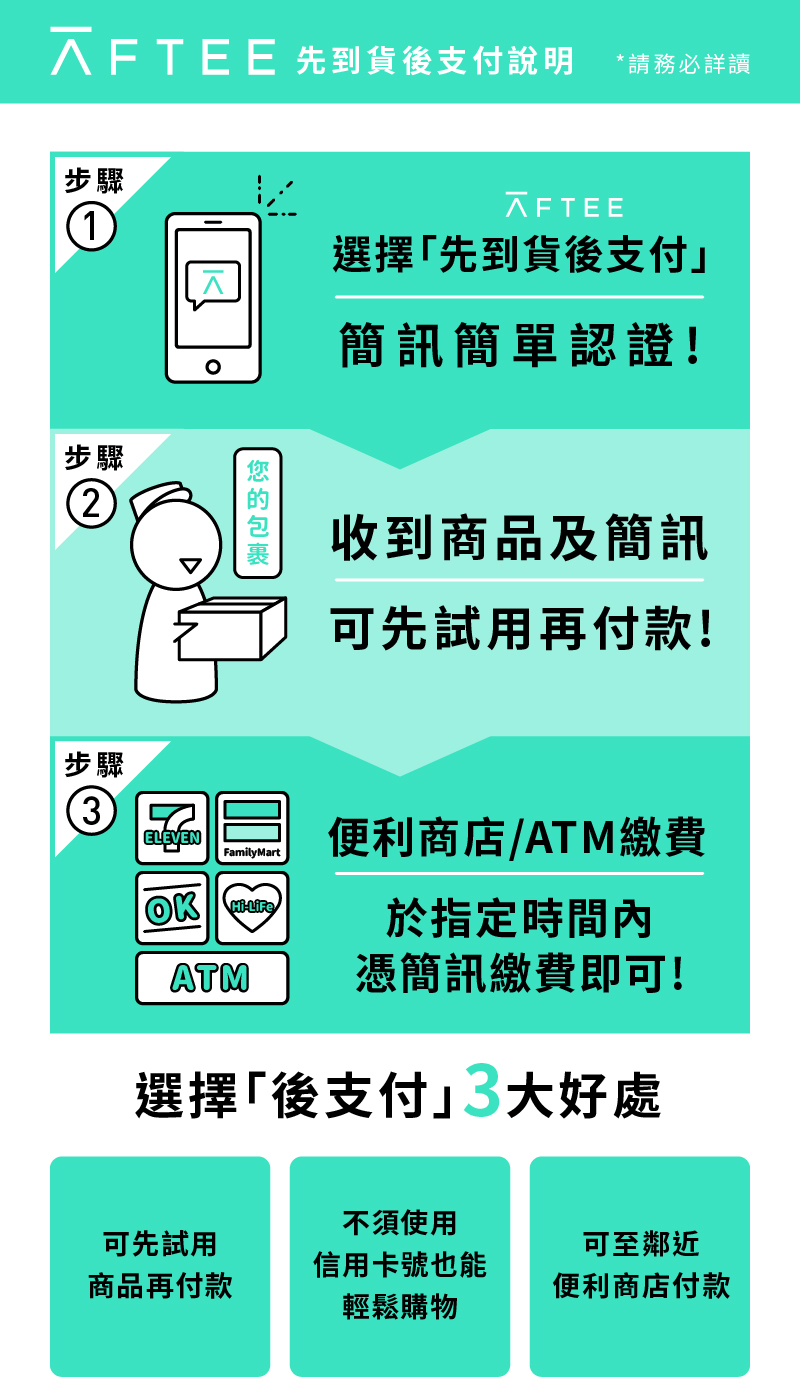 AFTEE 先到貨後支付說明 *請務必詳讀
步驟
1
AFTEE
選擇「先到貨後支付」
簡訊簡單認證!
步驟
2
您的包裹
收到商品及簡訊
可先試用再付款!
步驟
3
7
ELEVEN
FamilyMart
OK
Hi-LiFe
ATM
便利商店/ATM繳費
於指定時間內
憑簡訊繳費即可!
選擇「後支付」3大好處
可先試用
商品再付款
不須使用
信用卡號也能
輕鬆購物
可至鄰近
便利商店付款